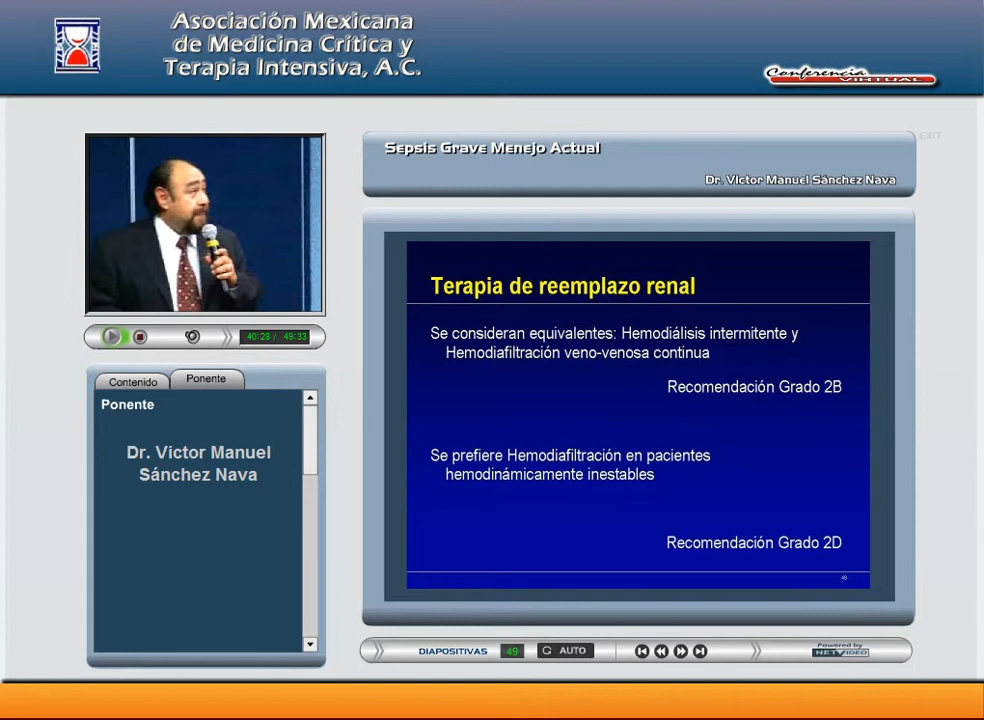 Asociación Mexicana
de Medicina Crítica y
Terapia Intensiva, A.C.
Conferencia
VIRTUAL
EXIT
Sepsis Grave Menejo Actual
Dr. Víctor Manuel Sánchez Nava
40:28 / 49:33
Contenido
Ponente
Ponente
Dr. Víctor Manuel
Sánchez Nava
Terapia de reemplazo renal
Se consideran equivalentes: Hemodiálisis intermitente y
Hemodiafiltración veno-venosa continua
Recomendación Grado 2B
Se prefiere Hemodiafiltración en pacientes
hemodinámicamente inestables
Recomendación Grado 2D
49
DIAPOSITIVAS 49 AUTO
Powered by
NETVIDEO